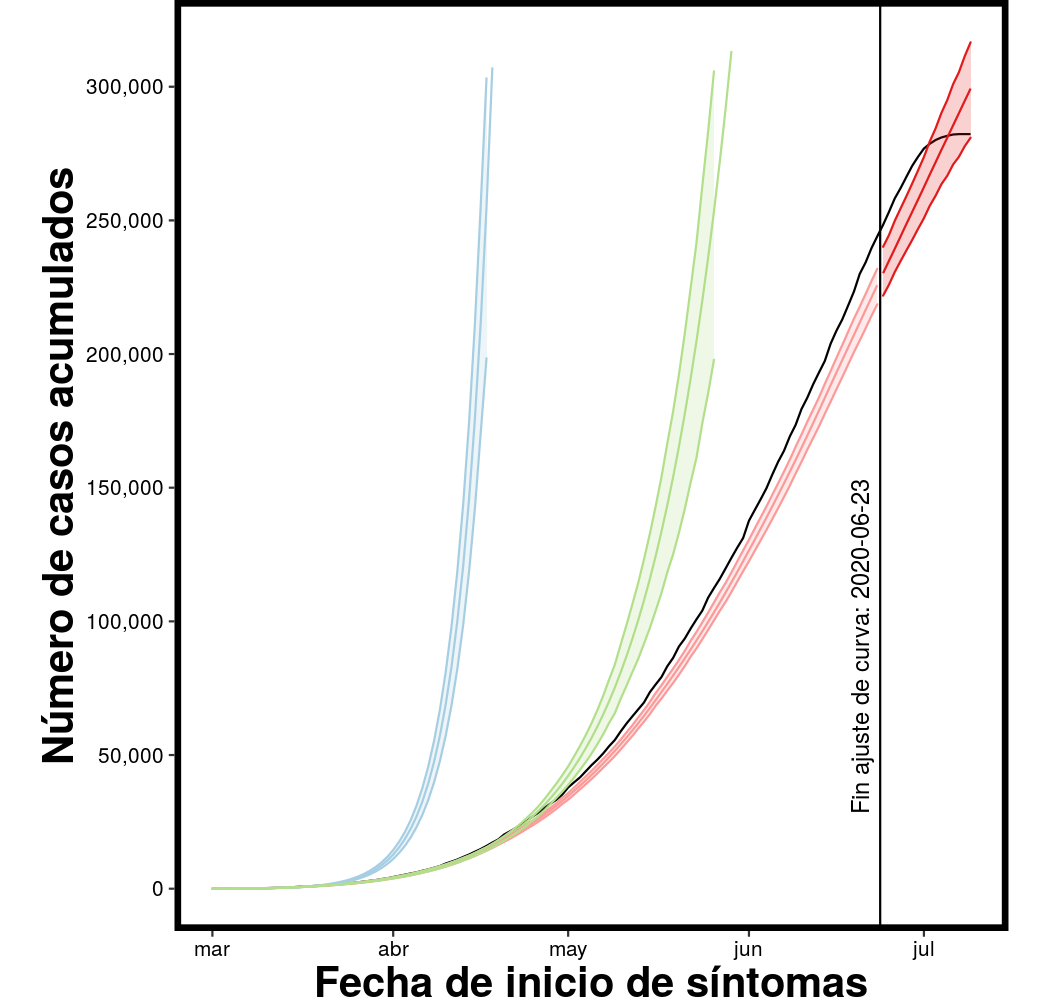 Número de casos acumulados
300,000
250,000
200,000
150,000
100,000
50,000
0
Fin ajuste de curva: 2020-06-23
mar abr may jun jul
Fecha de inicio de síntomas